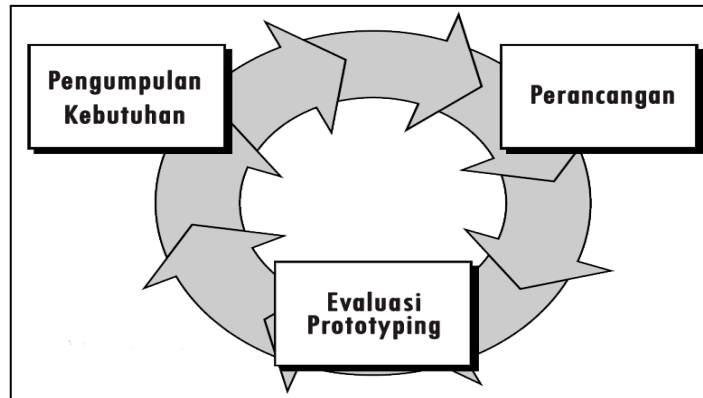 Pengumpulan
Kebutuhan
Perancangan
Evaluasi
Prototyping